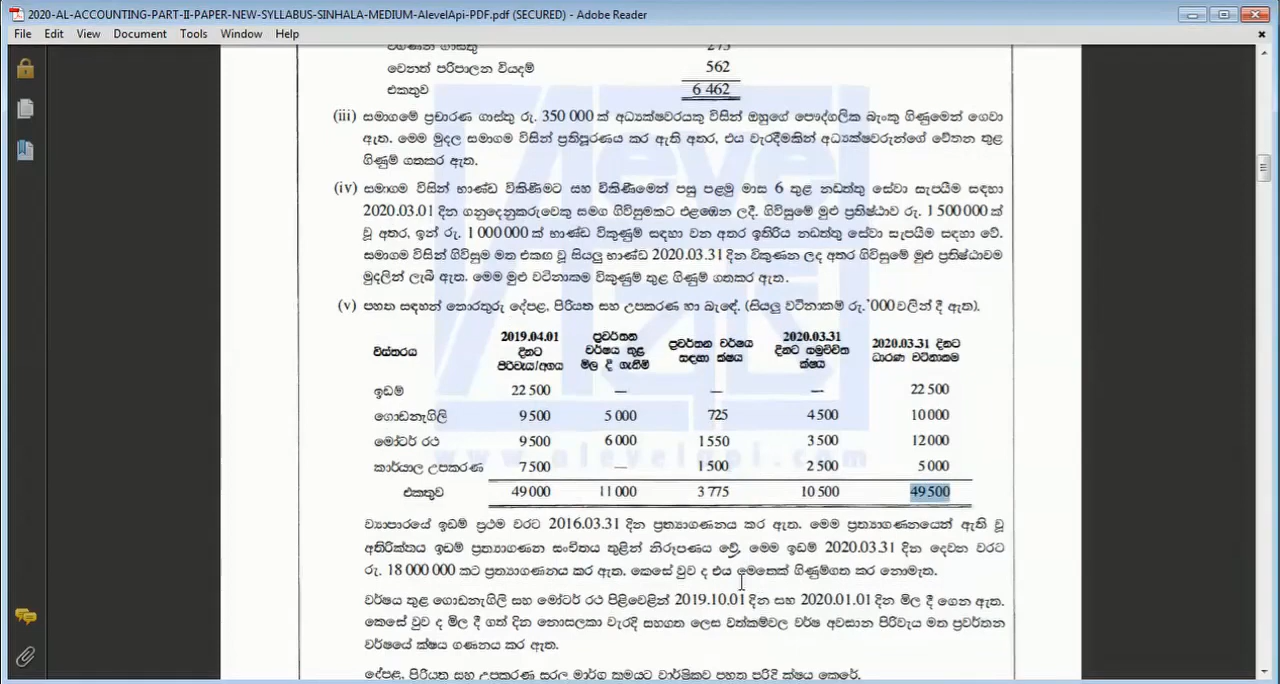 2020-AL-ACCOUNTING-PART-II-PAPER-NEW-SYLLABUS-SINHALA-MEDIUM-AlevelApi-PDF.pdf (SECURED) - Adobe Reader
File Edit View Document Tools Window Help
වෙනත් පරිපාලන වියදම් 562
එකතුව 6 462
(iii) සමාගමේ ප්‍රචාරණ ගාස්තු රු. 350 000 ක් අධ්‍යක්ෂවරයකු විසින් ඔහුගේ පෞද්ගලික බැංකු ගිණුමෙන් ගෙවා
ඇත. මෙම මුදල සමාගම විසින් ප්‍රතිපූරණය කර ඇති අතර, එය වැරදීමකින් අධ්‍යක්ෂවරුන්ගේ වේතන තුළ
ගිණුම් ගතකර ඇත.
(iv) සමාගම විසින් භාණ්ඩ විකිණීමට සහ විකිණීමෙන් පසු පළමු මාස 6 තුළ නඩත්තු සේවා සැපයීම සඳහා
2020.03.01 දින ගනුදෙනුකරුවෙකු සමග ගිවිසුමකට එළඹෙන ලදී. ගිවිසුමේ මුළු ප්‍රතිෂ්ඨාව රු. 1 500 000 ක්
වූ අතර, ඉන් රු. 1 000 000 ක් භාණ්ඩ විකුණුම් සඳහා වන අතර ඉතිරිය නඩත්තු සේවා සැපයීම සඳහා වේ.
සමාගම විසින් ගිවිසුම මත එකඟ වූ සියලු භාණ්ඩ 2020.03.31 දින විකුණන ලද අතර ගිවිසුමේ මුළු ප්‍රතිෂ්ඨාවම
මුදලින් ලැබී ඇත. මෙම මුළු වටිනාකම විකුණුම් තුළ ගිණුම් ගතකර ඇත.
(v) පහත සඳහන් තොරතුරු දේපළ, පිරියත සහ උපකරණ හා බැඳේ. (සියලු වටිනාකම් රු. '000 වලින් දී ඇත).
විස්තරය 2019.04.01 දිනට පිරිවැය/අගය ප්‍රවර්තන වර්ෂය තුළ මිල දී ගැනීම් ප්‍රවර්තන වර්ෂය සඳහා ක්ෂය 2020.03.31 දිනට සමුච්චිත ක්ෂය 2020.03.31 දිනට ධාරණ වටිනාකම
ඉඩම් 22 500 — — — 22 500
ගොඩනැගිලි 9 500 5 000 725 4 500 10 000
මෝටර් රථ 9 500 6 000 1 550 3 500 12 000
කාර්යාල උපකරණ 7 500 — 1 500 2 500 5 000
එකතුව 49 000 11 000 3 775 10 500 49 500
ව්‍යාපාරයේ ඉඩම් ප්‍රථම වරට 2016.03.31 දින ප්‍රත්‍යාගණනය කර ඇත. මෙම ප්‍රත්‍යාගණනයෙන් ඇති වූ
අතිරික්තය ඉඩම් ප්‍රත්‍යාගණන සංචිතය තුළින් නිරූපණය වේ. මෙම ඉඩම් 2020.03.31 දින දෙවන වරට
රු. 18 000 000 කට ප්‍රත්‍යාගණනය කර ඇත. කෙසේ වුව ද එය මෙතෙක් ගිණුම්ගත කර නොමැත.
වර්ෂය තුළ ගොඩනැගිලි සහ මෝටර් රථ පිළිවෙළින් 2019.10.01 දින සහ 2020.01.01 දින මිල දී ගෙන ඇත.
කෙසේ වුව ද මිල දී ගත් දින නොසලකා වැරදි සහගත ලෙස වත්කම්වල වර්ෂ අවසාන පිරිවැය මත ප්‍රවර්තන
වර්ෂයේ ක්ෂය ගණනය කර ඇත.
දේපළ, පිරියත සහ උපකරණ සරල මාර්ග ක්‍රමයට වාර්ෂිකව පහත පරිදි ක්ෂය කෙරේ.
www.alevelapi.com